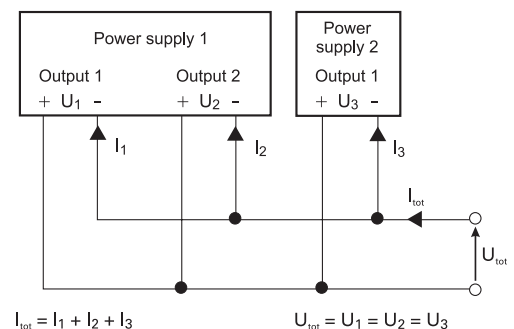 Power supply 1
Power supply 2
Output 1
Output 2
Output 1
+ U1 −
+ U2 −
+ U3 −
I1
I2
I3
Itot
Utot
Itot = I1 + I2 + I3
Utot = U1 = U2 = U3